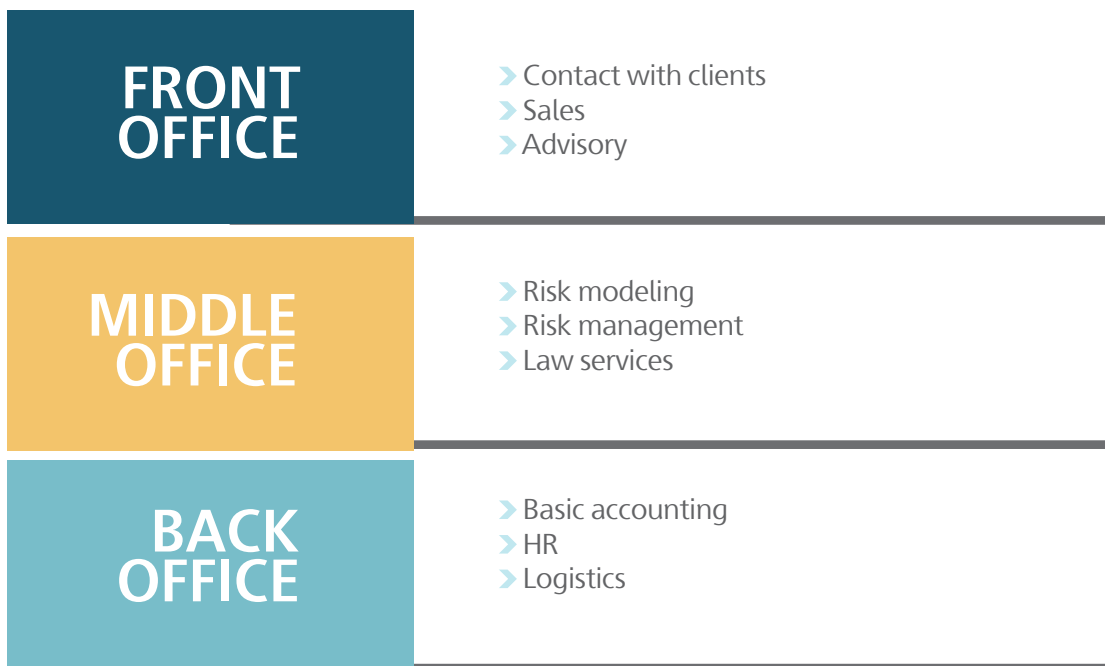 FRONT
OFFICE
Contact with clients
Sales
Advisory
MIDDLE
OFFICE
Risk modeling
Risk management
Law services
BACK
OFFICE
Basic accounting
HR
Logistics